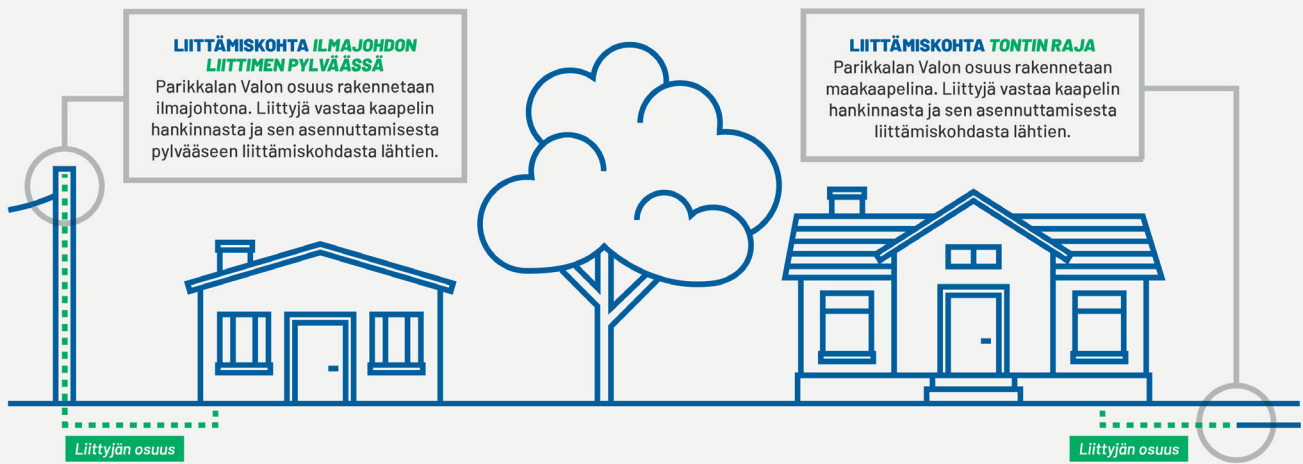 LIITTÄMISKOHTA ILMAJOHDON
LIITTIMEN PYLVÄÄSSÄ
Parikkalan Valon osuus rakennetaan
ilmajohtona. Liittyjä vastaa kaapelin
hankinnasta ja sen asennuttamisesta
pylvääseen liittämiskohdasta lähtien.
LIITTÄMISKOHTA TONTIN RAJA
Parikkalan Valon osuus rakennetaan
maakaapelina. Liittyjä vastaa kaapelin
hankinnasta ja sen asennuttamisesta
liittämiskohdasta lähtien.
Liittyjän osuus
Liittyjän osuus